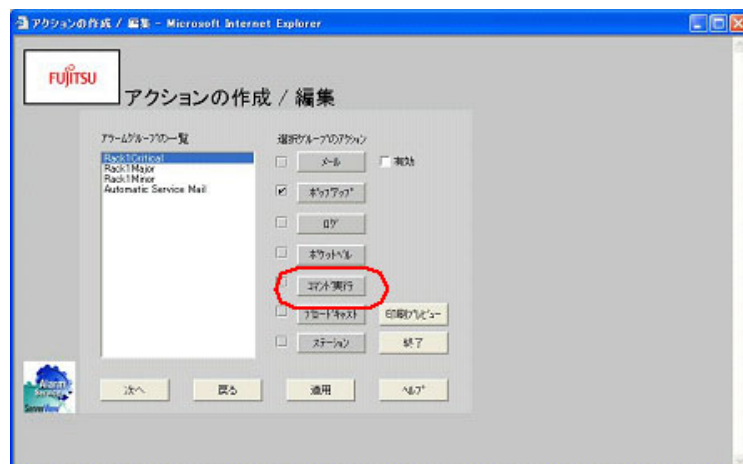 アクションの作成 / 編集 - Microsoft Internet Explorer
FUJITSU
アクションの作成 / 編集
アラームグループの一覧
選択グループのアクション
Rack1Critical
Rack1Major
Rack1Minor
Automatic Service Mail
メール
有効
ポップアップ
ログ
ポケットベル
コマンド実行
ブロードキャスト
印刷プレビュー
ステーション
終了
Alarm
Service
ServerView
次へ
戻る
適用
ヘルプ